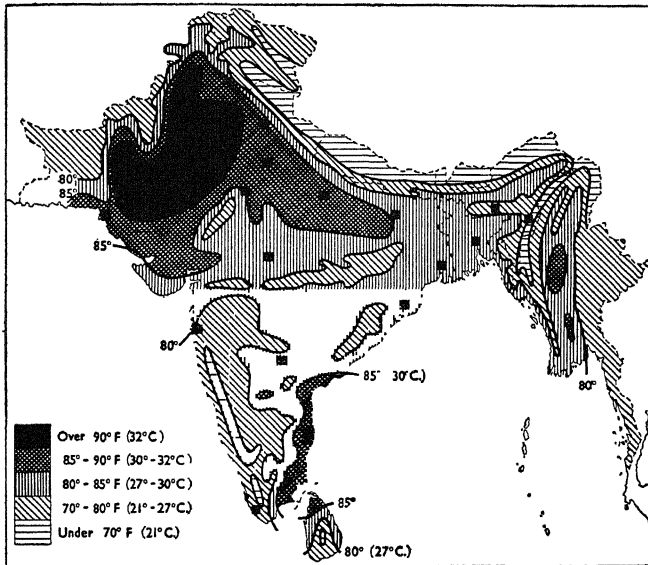 80°
85°
85°
80°
85° 30°C.)
80°
Over 90° F (32°C)
85° - 90° F (30° - 32°C)
80° - 85° F (27° - 30°C)
70° - 80° F (21° - 27°C.)
Under 70° F (21°C.)
85°
80° (27°C.)